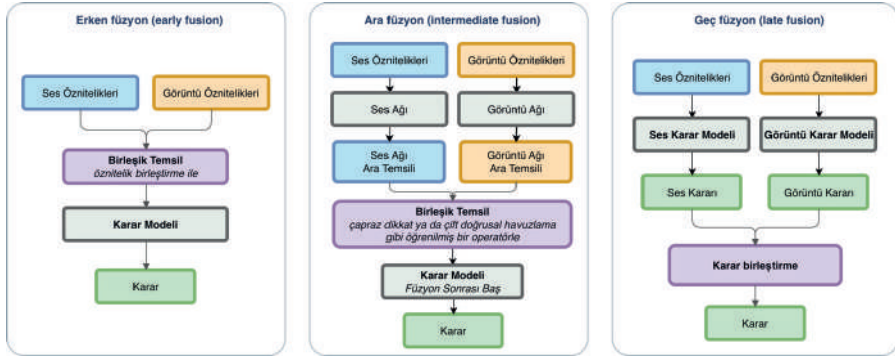 Erken füzyon (early fusion)
Ses Öznitelikleri
Görüntü Öznitelikleri
Birleşik Temsil
öznitelik birleştirme ile
Karar Modeli
Karar
Ara füzyon (intermediate fusion)
Ses Öznitelikleri
Görüntü Öznitelikleri
Ses Ağı
Görüntü Ağı
Ses Ağı
Ara Temsili
Görüntü Ağı
Ara Temsili
Birleşik Temsil
çapraz dikkat ya da çift doğrusal havuzlama
gibi öğrenilmiş bir operatörle
Karar Modeli
Füzyon Sonrası Baş
Karar
Geç füzyon (late fusion)
Ses Öznitelikleri
Görüntü Öznitelikleri
Ses Karar Modeli
Görüntü Karar Modeli
Ses Kararı
Görüntü Kararı
Karar birleştirme
Karar